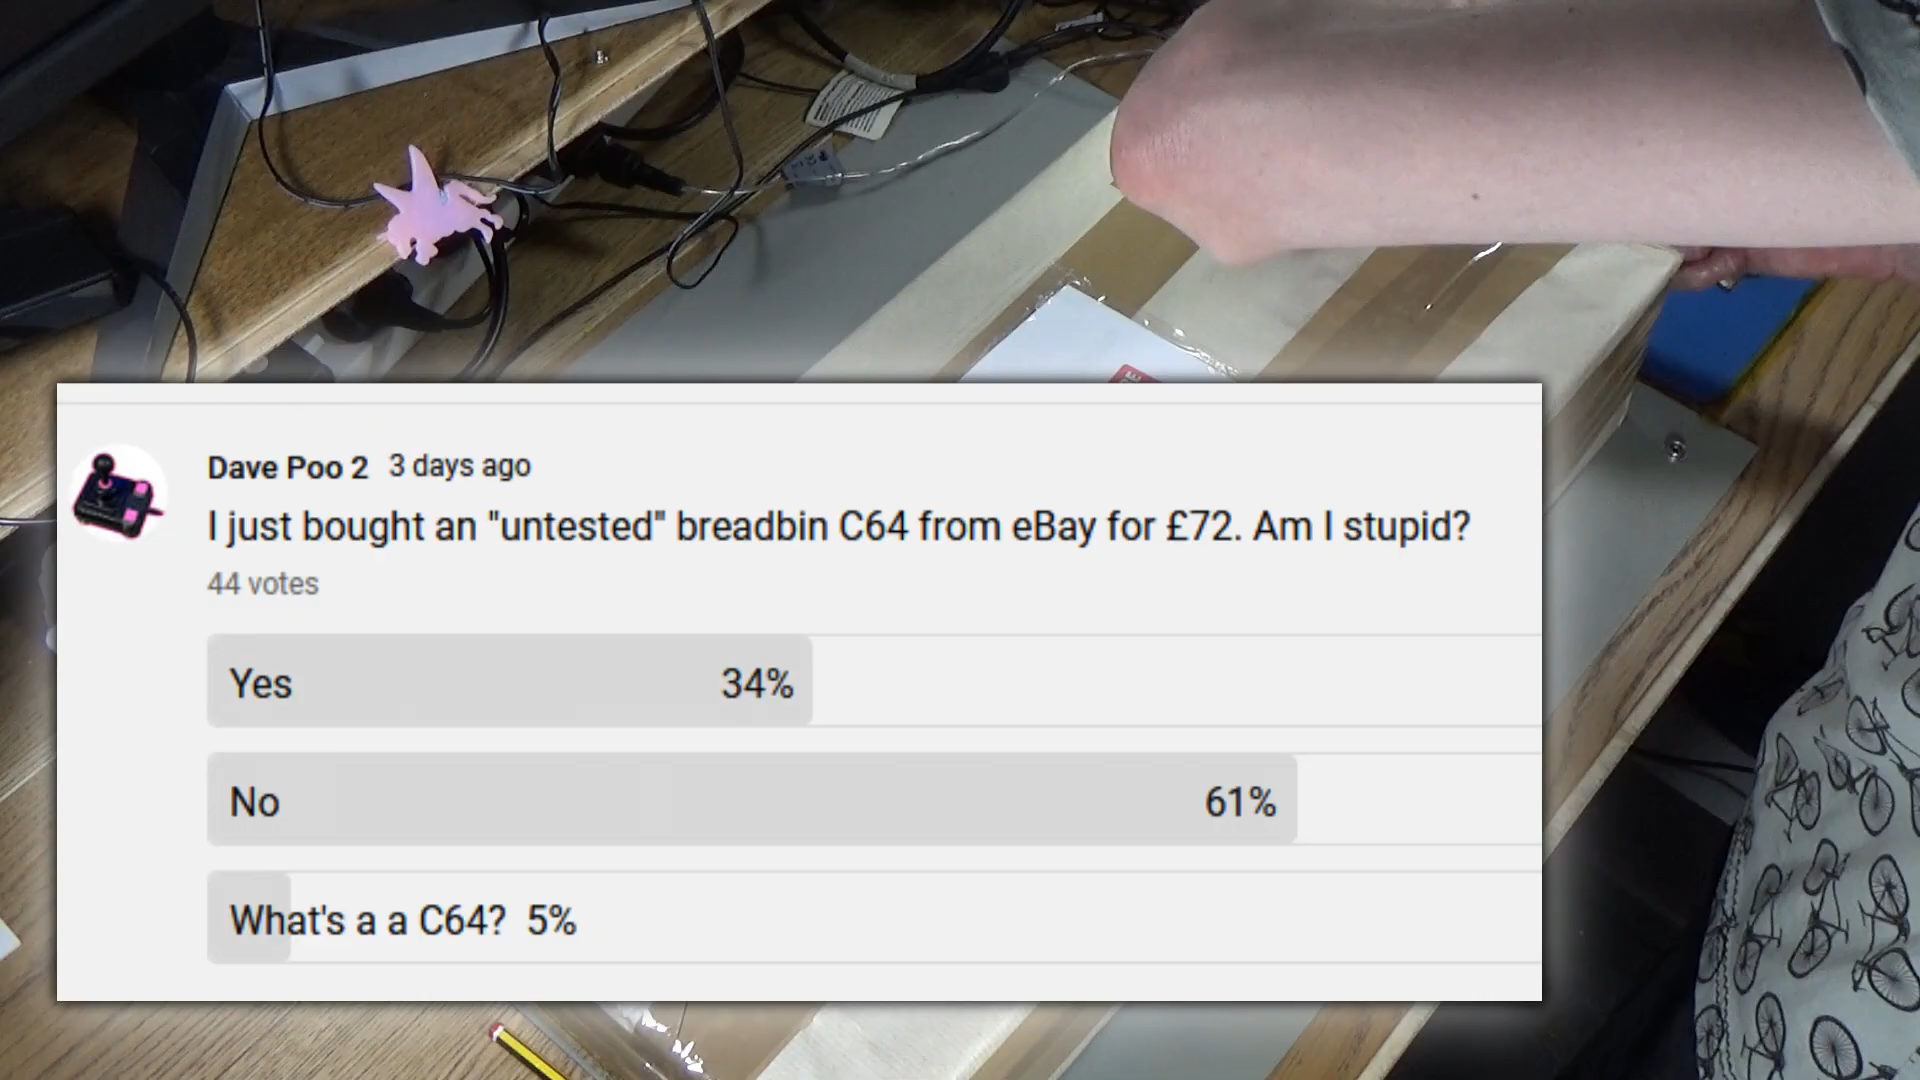 Dave Poo 2 3 days ago
I just bought an "untested" breadbin C64 from eBay for £72. Am I stupid?
44 votes
Yes 34%
No 61%
What's a a C64? 5%